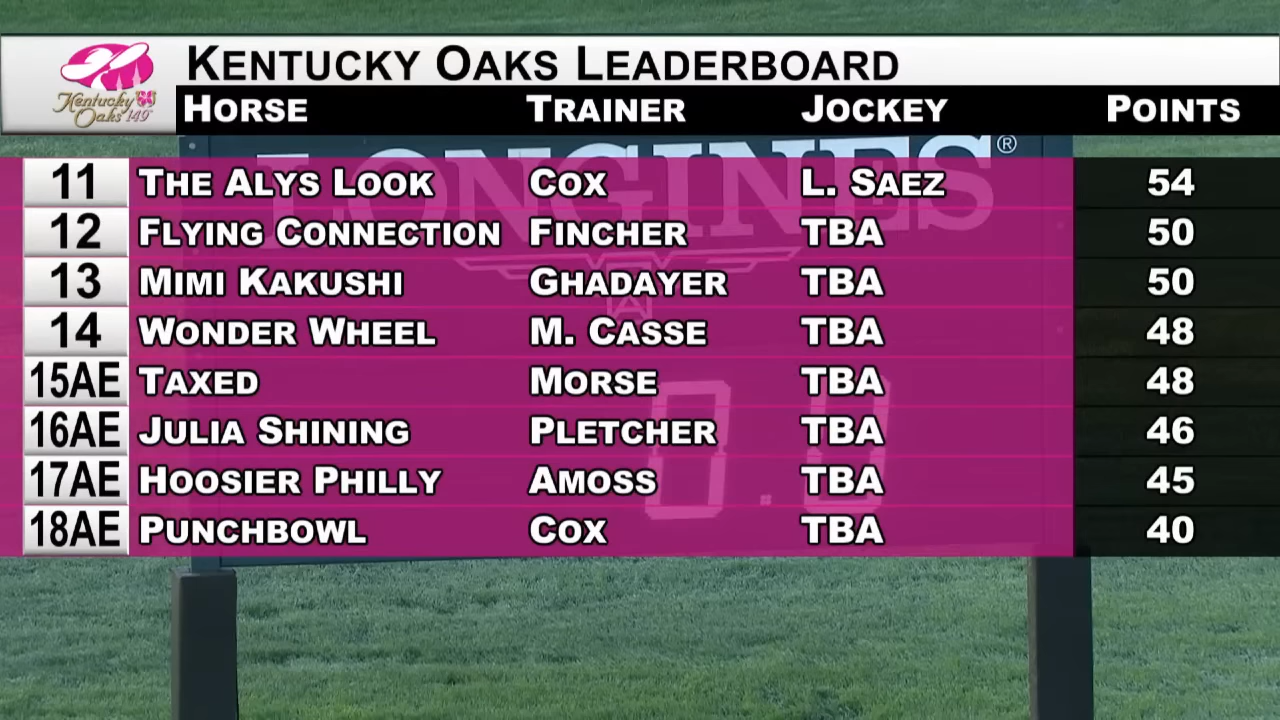 KENTUCKY OAKS LEADERBOARD
Kentucky
Oaks 149
HORSE TRAINER JOCKEY POINTS
LONGINES®
11 THE ALYS LOOK COX L. SAEZ 54
12 FLYING CONNECTION FINCHER TBA 50
13 MIMI KAKUSHI GHADAYER TBA 50
14 WONDER WHEEL M. CASSE TBA 48
15AE TAXED MORSE TBA 48
16AE JULIA SHINING PLETCHER TBA 46
17AE HOOSIER PHILLY AMOSS TBA 45
18AE PUNCHBOWL COX TBA 40
0.0